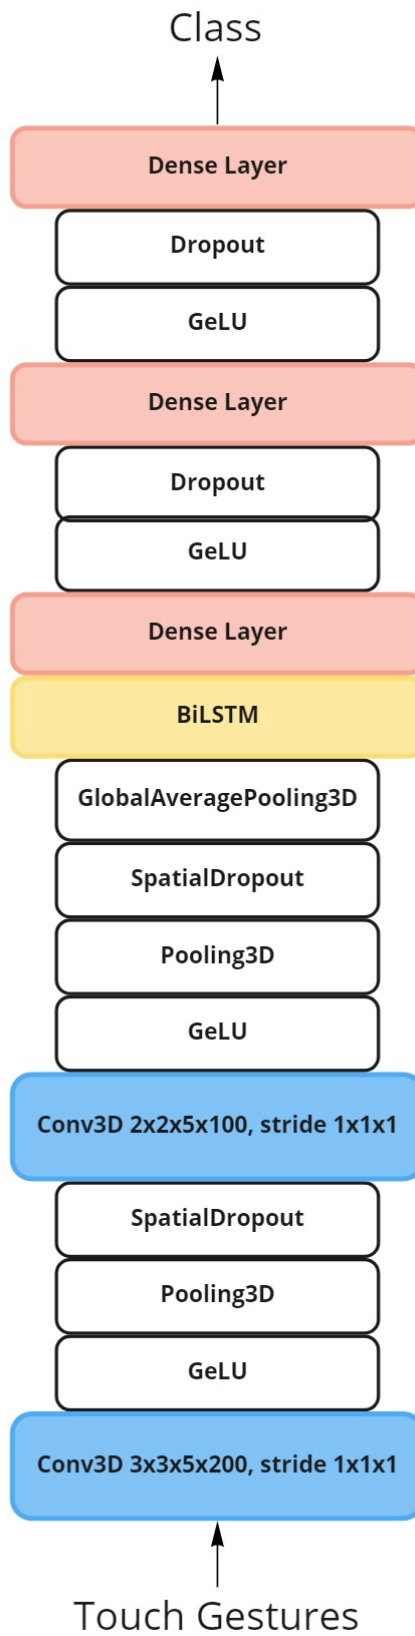 Class
Dense Layer
Dropout
GeLU
Dense Layer
Dropout
GeLU
Dense Layer
BiLSTM
GlobalAveragePooling3D
SpatialDropout
Pooling3D
GeLU
Conv3D 2x2x5x100, stride 1x1x1
SpatialDropout
Pooling3D
GeLU
Conv3D 3x3x5x200, stride 1x1x1
Touch Gestures